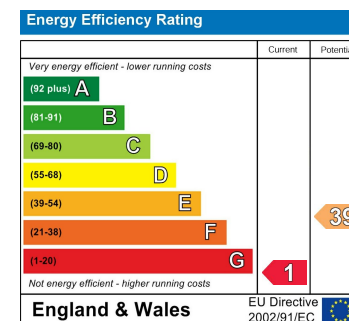 Energy Efficiency Rating
Current
Very energy efficient - lower running costs
(92 plus) A
(81-91) B
(69-80) C
(55-68) D
(39-54) E
39
(21-38) F
(1-20) G
1
Not energy efficient - higher running costs
England & Wales
EU Directive
2002/91/EC